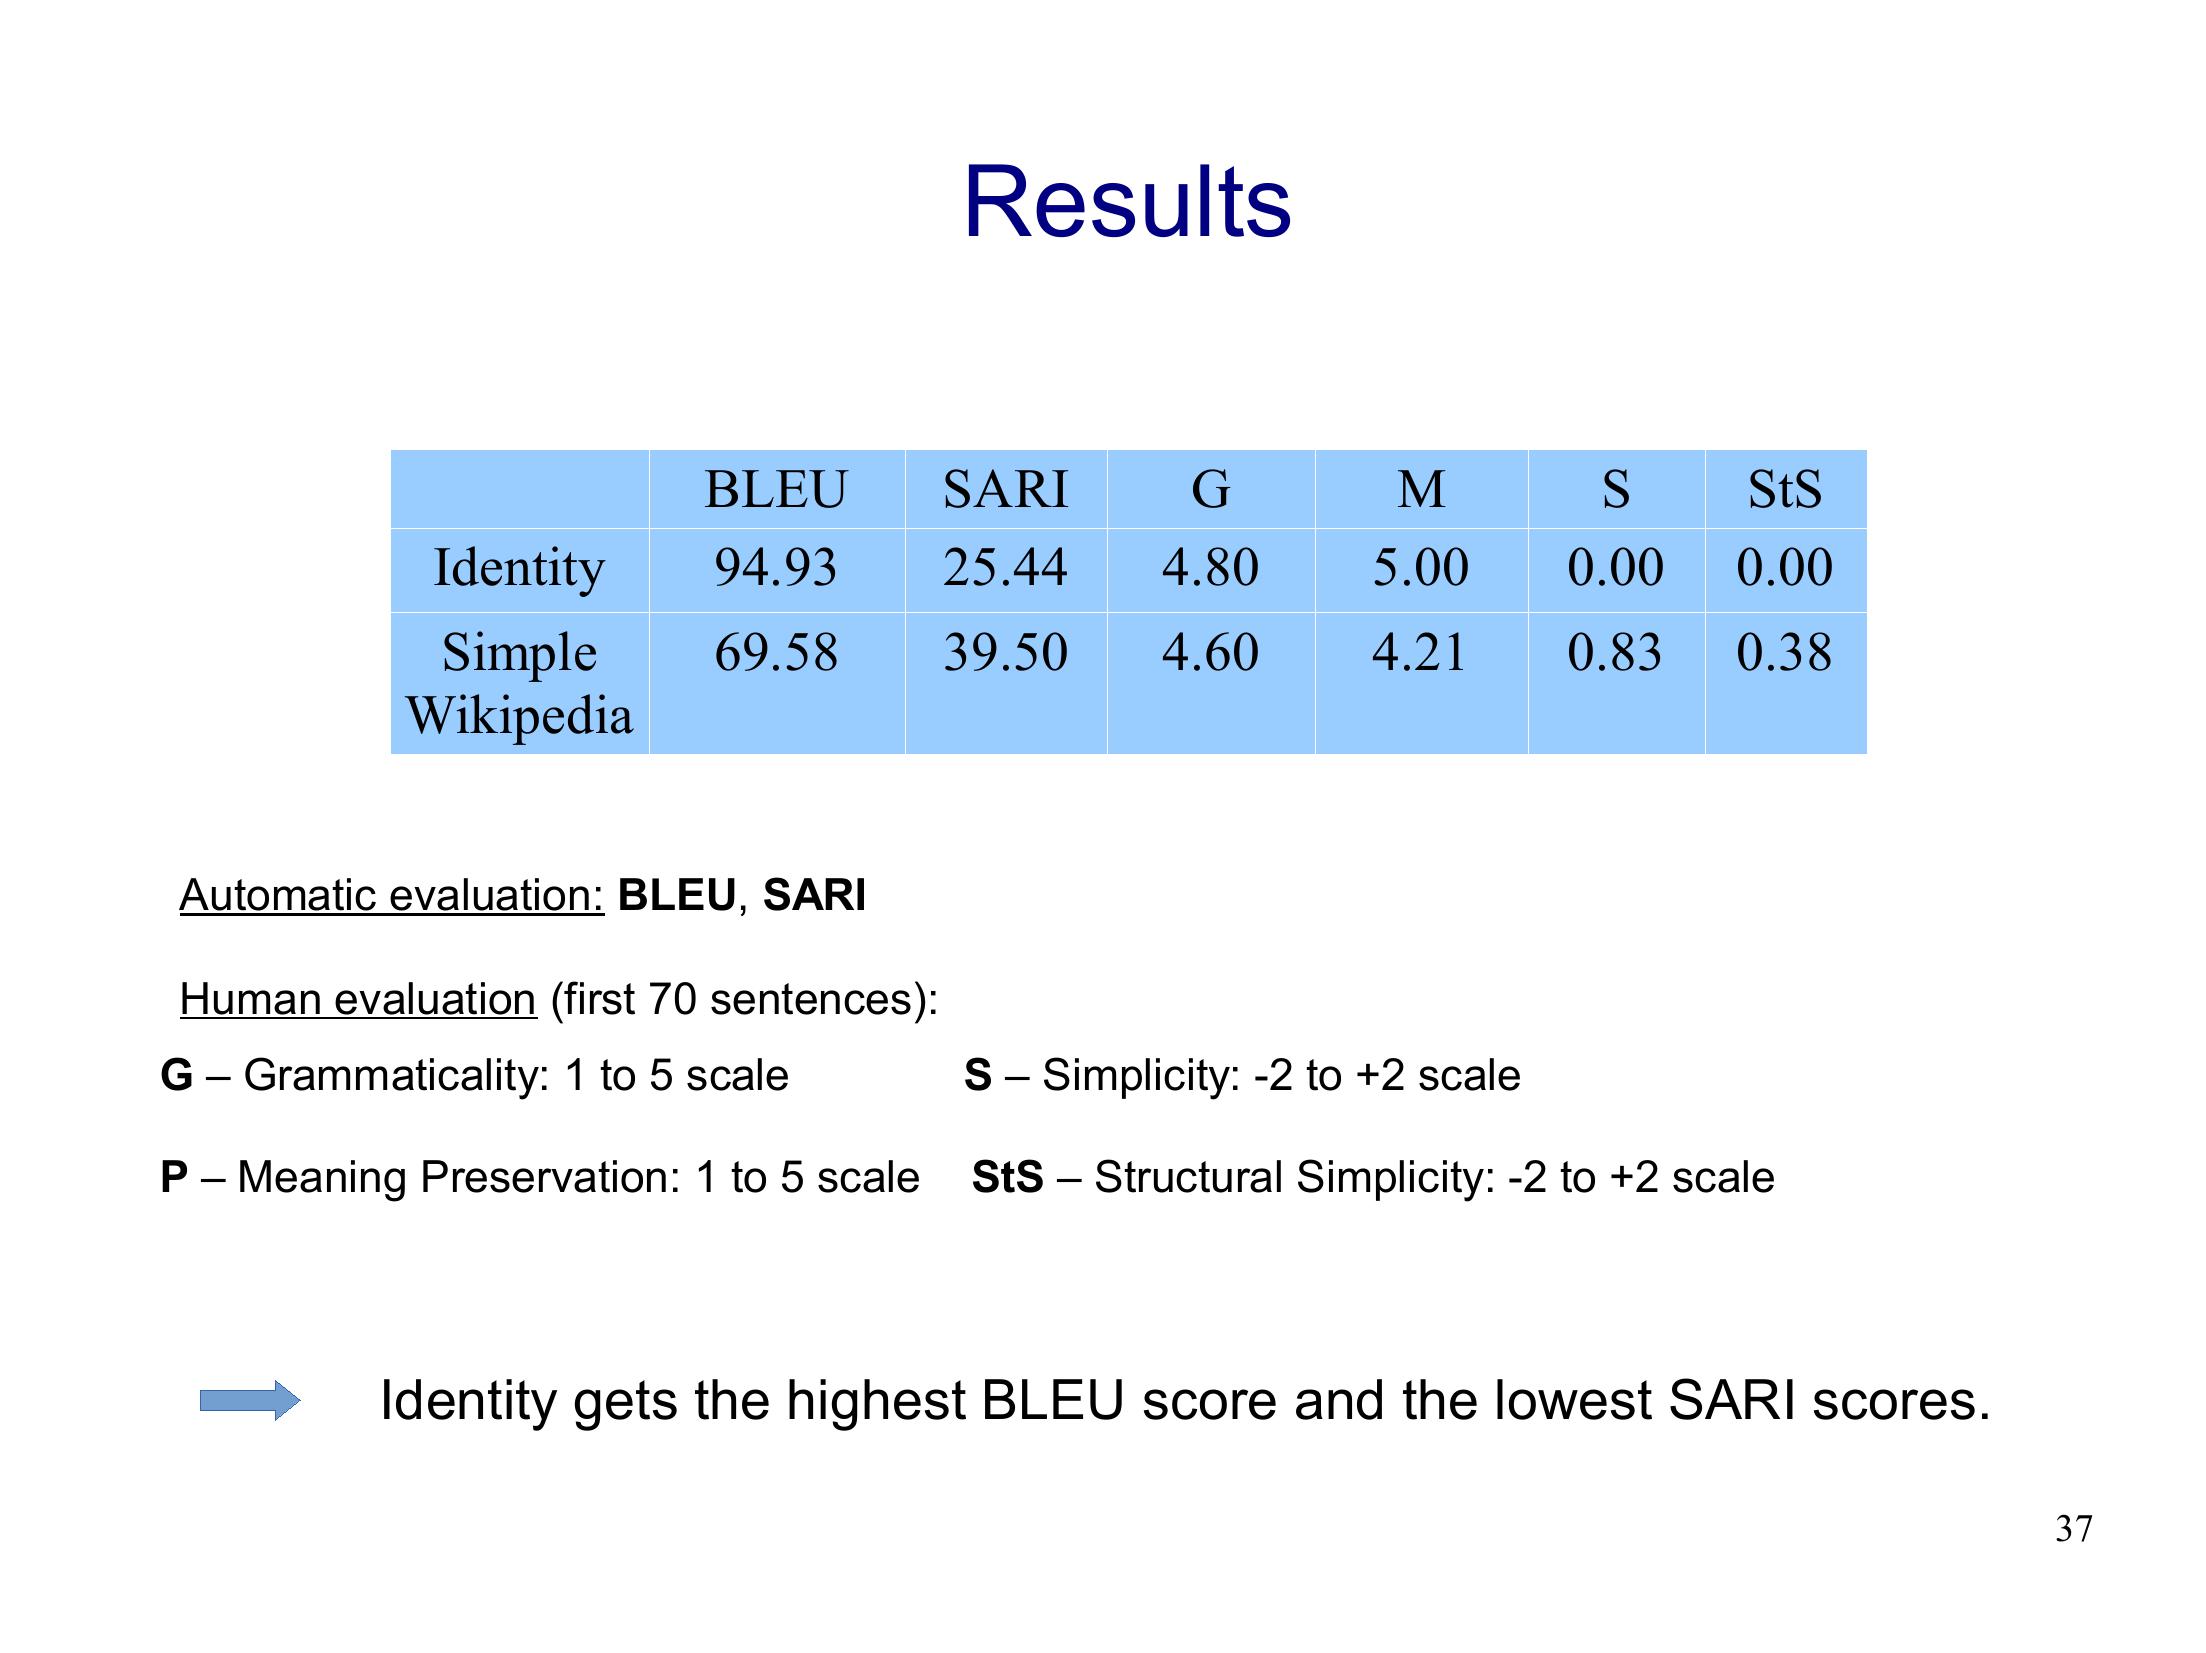 Results
BLEU SARI G M S StS
Identity 94.93 25.44 4.80 5.00 0.00 0.00
Simple Wikipedia 69.58 39.50 4.60 4.21 0.83 0.38
Automatic evaluation: BLEU, SARI
Human evaluation (first 70 sentences):
G – Grammaticality: 1 to 5 scale S – Simplicity: -2 to +2 scale
P – Meaning Preservation: 1 to 5 scale StS – Structural Simplicity: -2 to +2 scale
Identity gets the highest BLEU score and the lowest SARI scores.
37